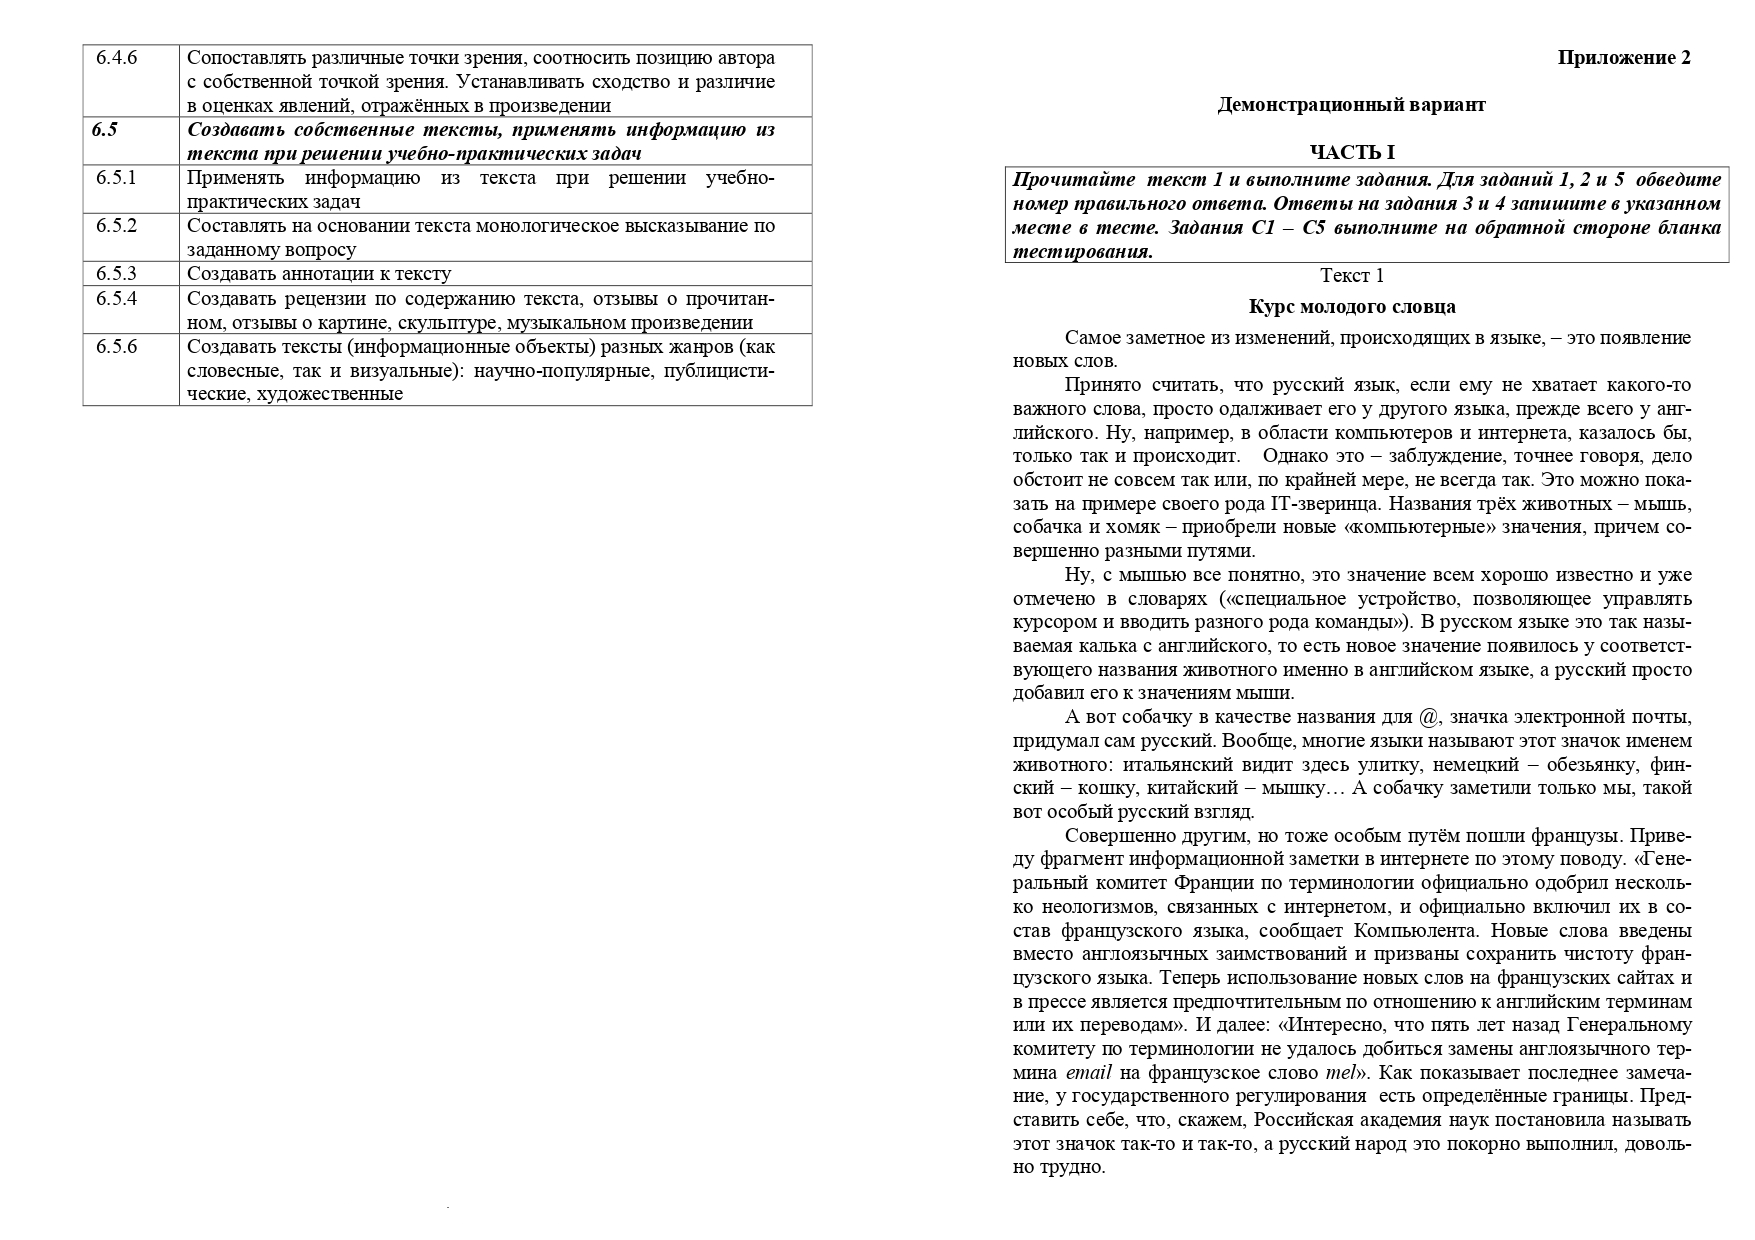 6.4.6 Сопоставлять различные точки зрения, соотносить позицию автора
с собственной точкой зрения. Устанавливать сходство и различие
в оценках явлений, отражённых в произведении
6.5 Создавать собственные тексты, применять информацию из
текста при решении учебно-практических задач
6.5.1 Применять информацию из текста при решении учебно-
практических задач
6.5.2 Составлять на основании текста монологическое высказывание по
заданному вопросу
6.5.3 Создавать аннотации к тексту
6.5.4 Создавать рецензии по содержанию текста, отзывы о прочитан-
ном, отзывы о картине, скульптуре, музыкальном произведении
6.5.6 Создавать тексты (информационные объекты) разных жанров (как
словесные, так и визуальные): научно-популярные, публицисти-
ческие, художественные
Приложение 2
Демонстрационный вариант
ЧАСТЬ I
Прочитайте текст 1 и выполните задания. Для заданий 1, 2 и 5 обведите
номер правильного ответа. Ответы на задания 3 и 4 запишите в указанном
месте в тесте. Задания С1 – С5 выполните на обратной стороне бланка
тестирования.
Текст 1
Курс молодого словца
Самое заметное из изменений, происходящих в языке, – это появление
новых слов.
Принято считать, что русский язык, если ему не хватает какого-то
важного слова, просто одалживает его у другого языка, прежде всего у анг-
лийского. Ну, например, в области компьютеров и интернета, казалось бы,
только так и происходит. Однако это – заблуждение, точнее говоря, дело
обстоит не совсем так или, по крайней мере, не всегда так. Это можно пока-
зать на примере своего рода IT-зверинца. Названия трёх животных – мышь,
собачка и хомяк – приобрели новые «компьютерные» значения, причем со-
вершенно разными путями.
Ну, с мышью все понятно, это значение всем хорошо известно и уже
отмечено в словарях («специальное устройство, позволяющее управлять
курсором и вводить разного рода команды»). В русском языке это так назы-
ваемая калька с английского, то есть новое значение появилось у соответст-
вующего названия животного именно в английском языке, а русский просто
добавил его к значениям мыши.
А вот собачку в качестве названия для @, значка электронной почты,
придумал сам русский. Вообще, многие языки называют этот значок именем
животного: итальянский видит здесь улитку, немецкий – обезьянку, фин-
ский – кошку, китайский – мышку… А собачку заметили только мы, такой
вот особый русский взгляд.
Совершенно другим, но тоже особым путём пошли французы. Приве-
ду фрагмент информационной заметки в интернете по этому поводу. «Гене-
ральный комитет Франции по терминологии официально одобрил несколь-
ко неологизмов, связанных с интернетом, и официально включил их в со-
став французского языка, сообщает Компьюлента. Новые слова введены
вместо англоязычных заимствований и призваны сохранить чистоту фран-
цузского языка. Теперь использование новых слов на французских сайтах и
в прессе является предпочтительным по отношению к английским терминам
или их переводам». И далее: «Интересно, что пять лет назад Генеральному
комитету по терминологии не удалось добиться замены англоязычного тер-
мина email на французское слово mel». Как показывает последнее замеча-
ние, у государственного регулирования есть определённые границы. Пред-
ставить себе, что, скажем, Российская академия наук постановила называть
этот значок так-то и так-то, а русский народ это покорно выполнил, доволь-
но трудно.